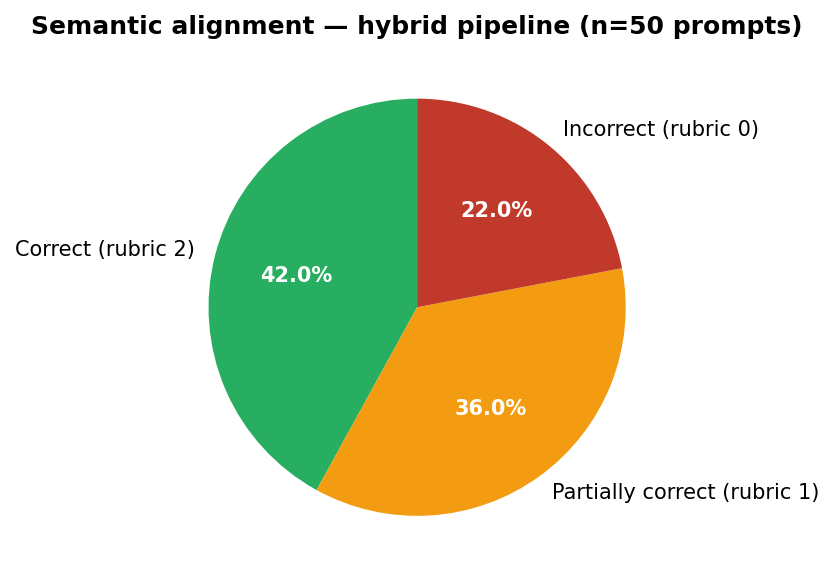 Semantic alignment — hybrid pipeline (n=50 prompts)
Incorrect (rubric 0)
22.0%
Correct (rubric 2)
42.0%
36.0%
Partially correct (rubric 1)